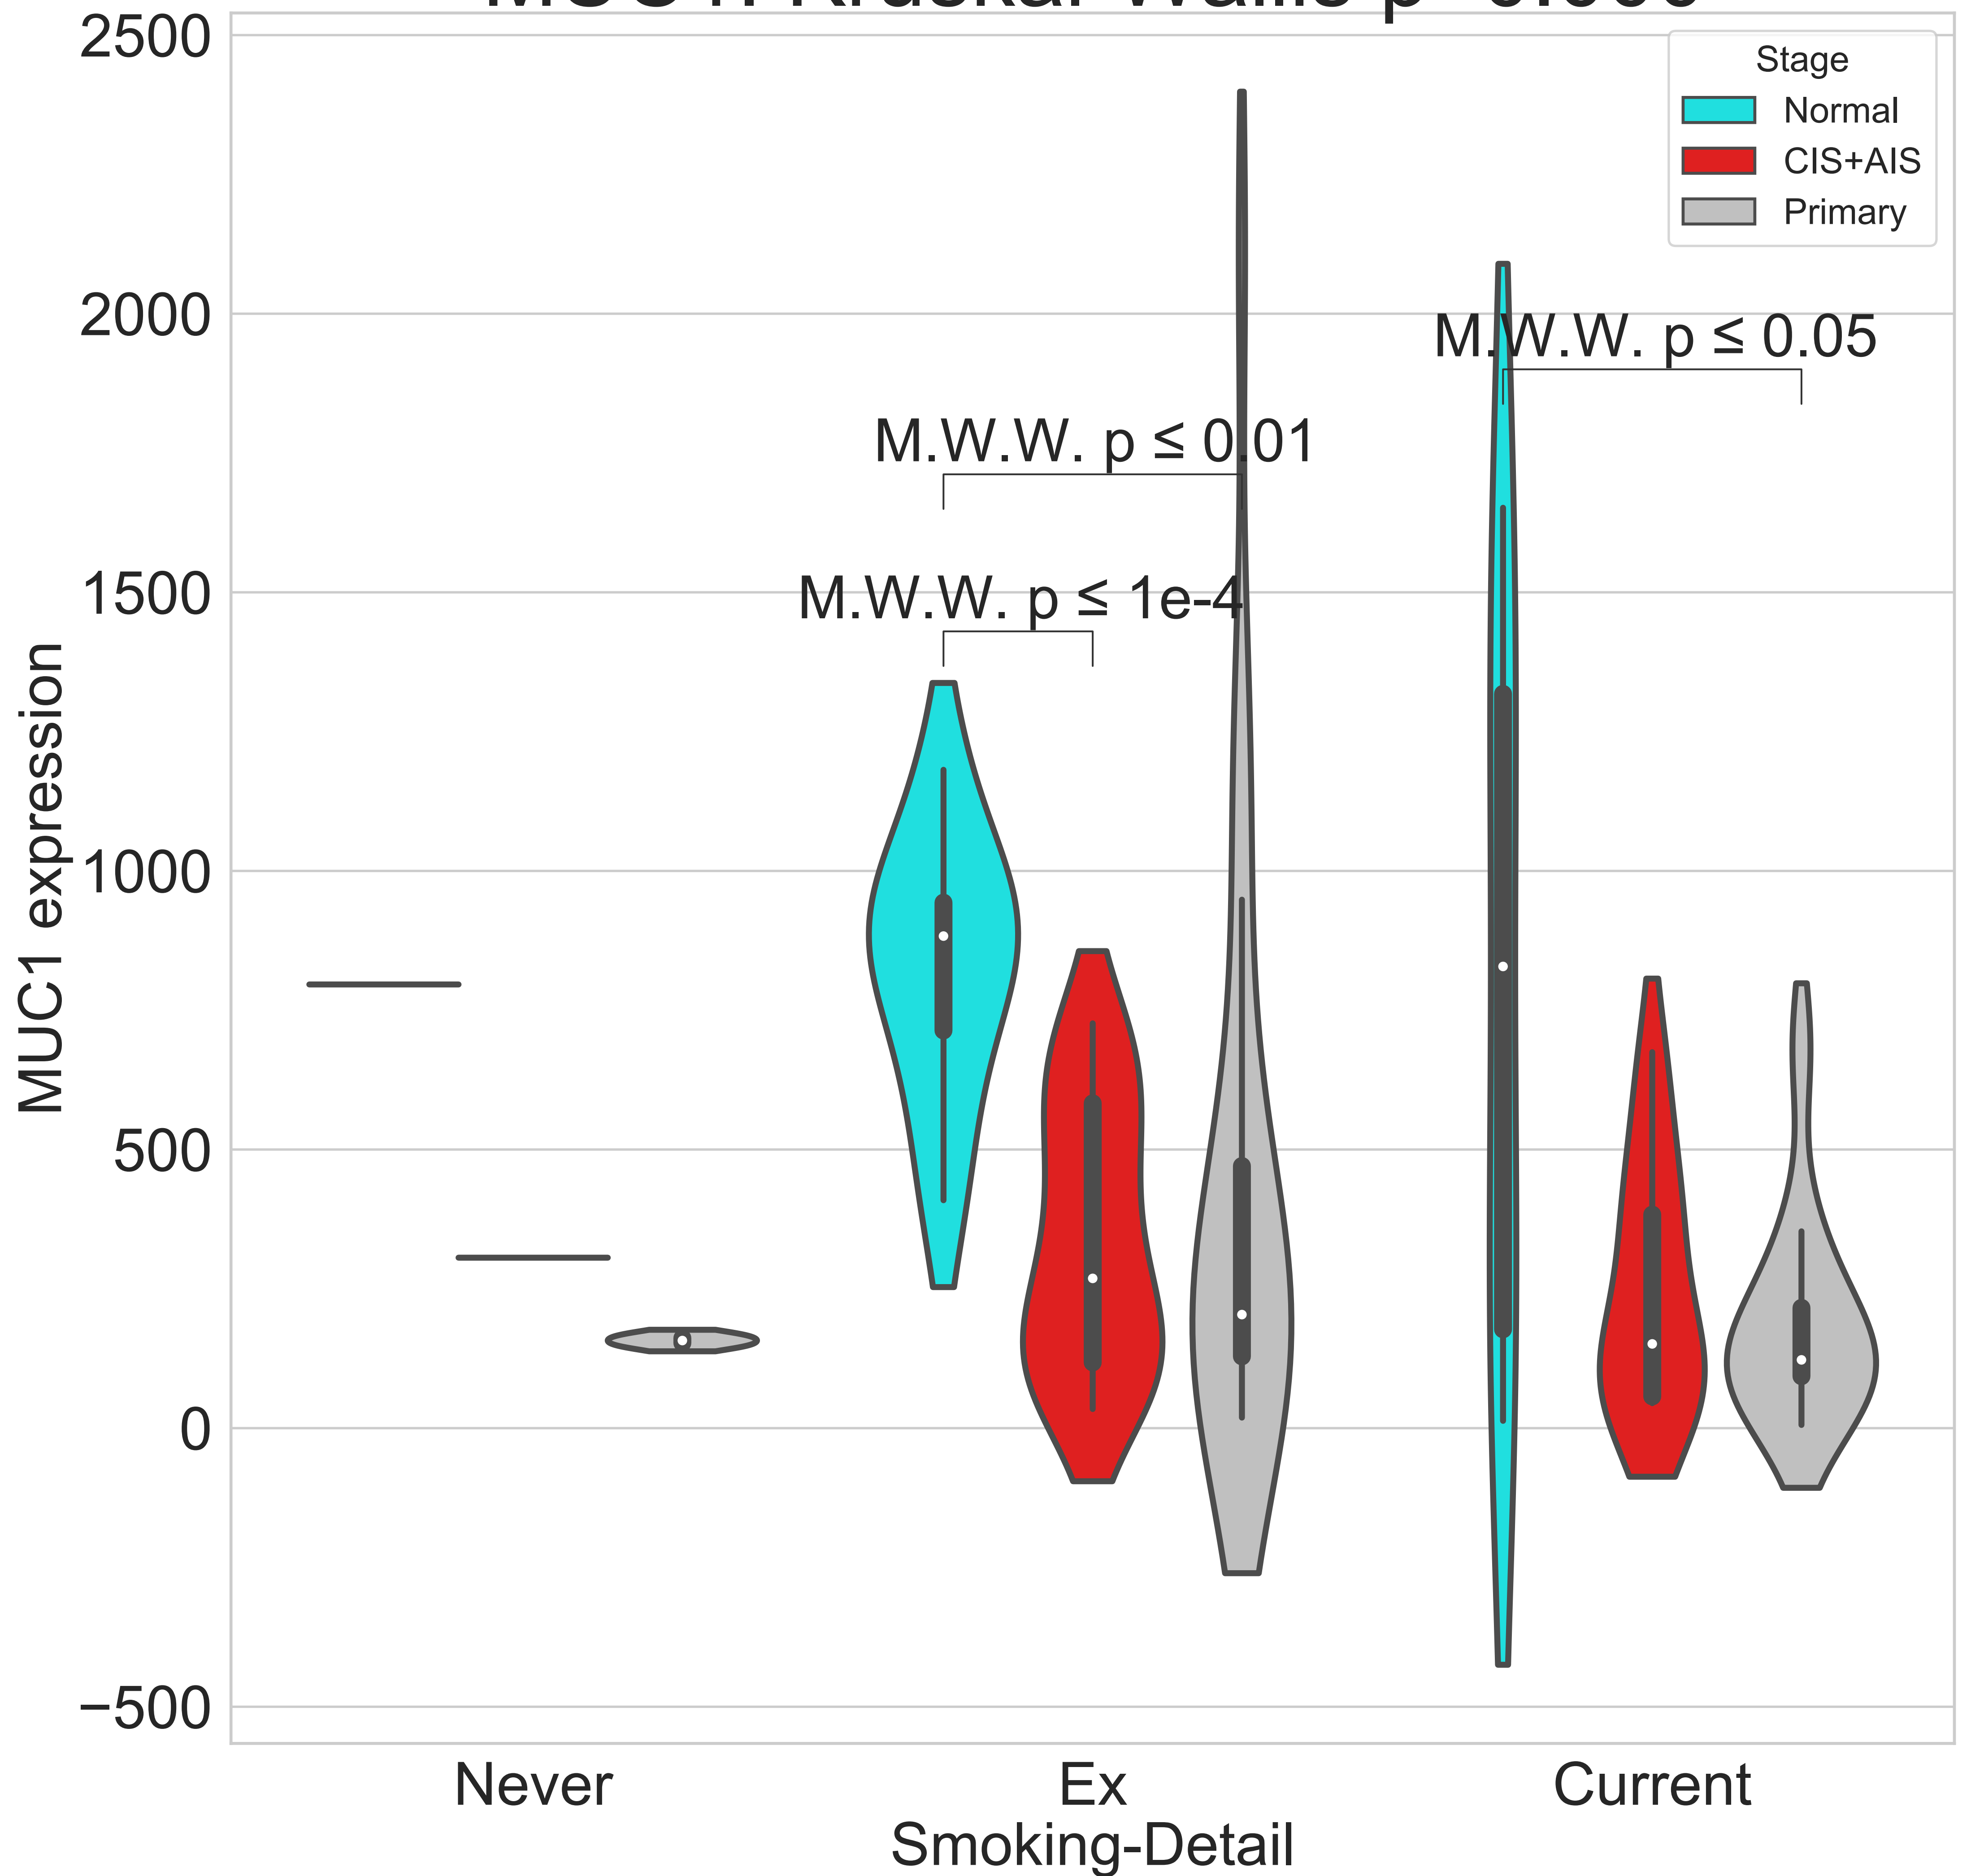 2500
Stage
Normal
CIS+AIS
Primary
2000
M.W.W. p ≤ 0.05
M.W.W. p ≤ 0.01
1500
M.W.W. p ≤ 1e-4
1000
500
0
−500
MUC1 expression
Never
Ex
Current
Smoking-Detail